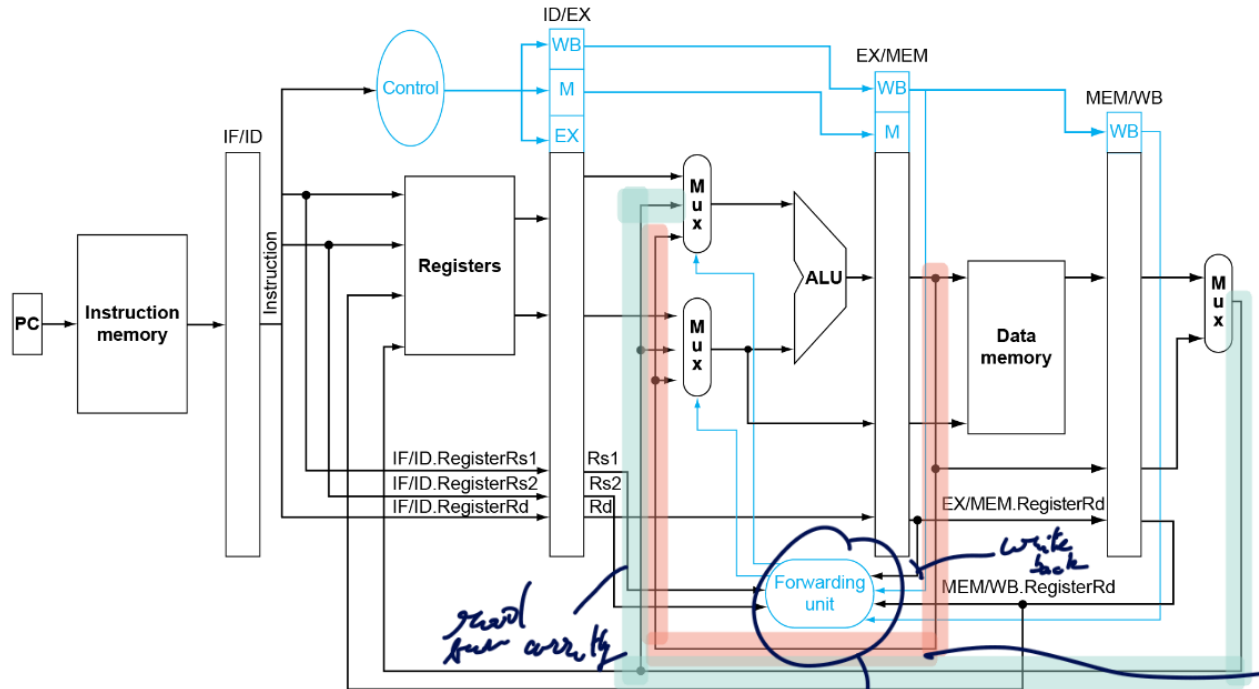 ID/EX
WB
EX/MEM
Control
M
WB
MEM/WB
IF/ID
EX
M
WB
M
u
x
Registers
ALU
Instruction
PC
Instruction
memory
M
u
x
Data
memory
M
u
x
IF/ID.RegisterRs1
Rs1
IF/ID.RegisterRs2
Rs2
IF/ID.RegisterRd
Rd
EX/MEM.RegisterRd
write
back
Forwarding
unit
MEM/WB.RegisterRd